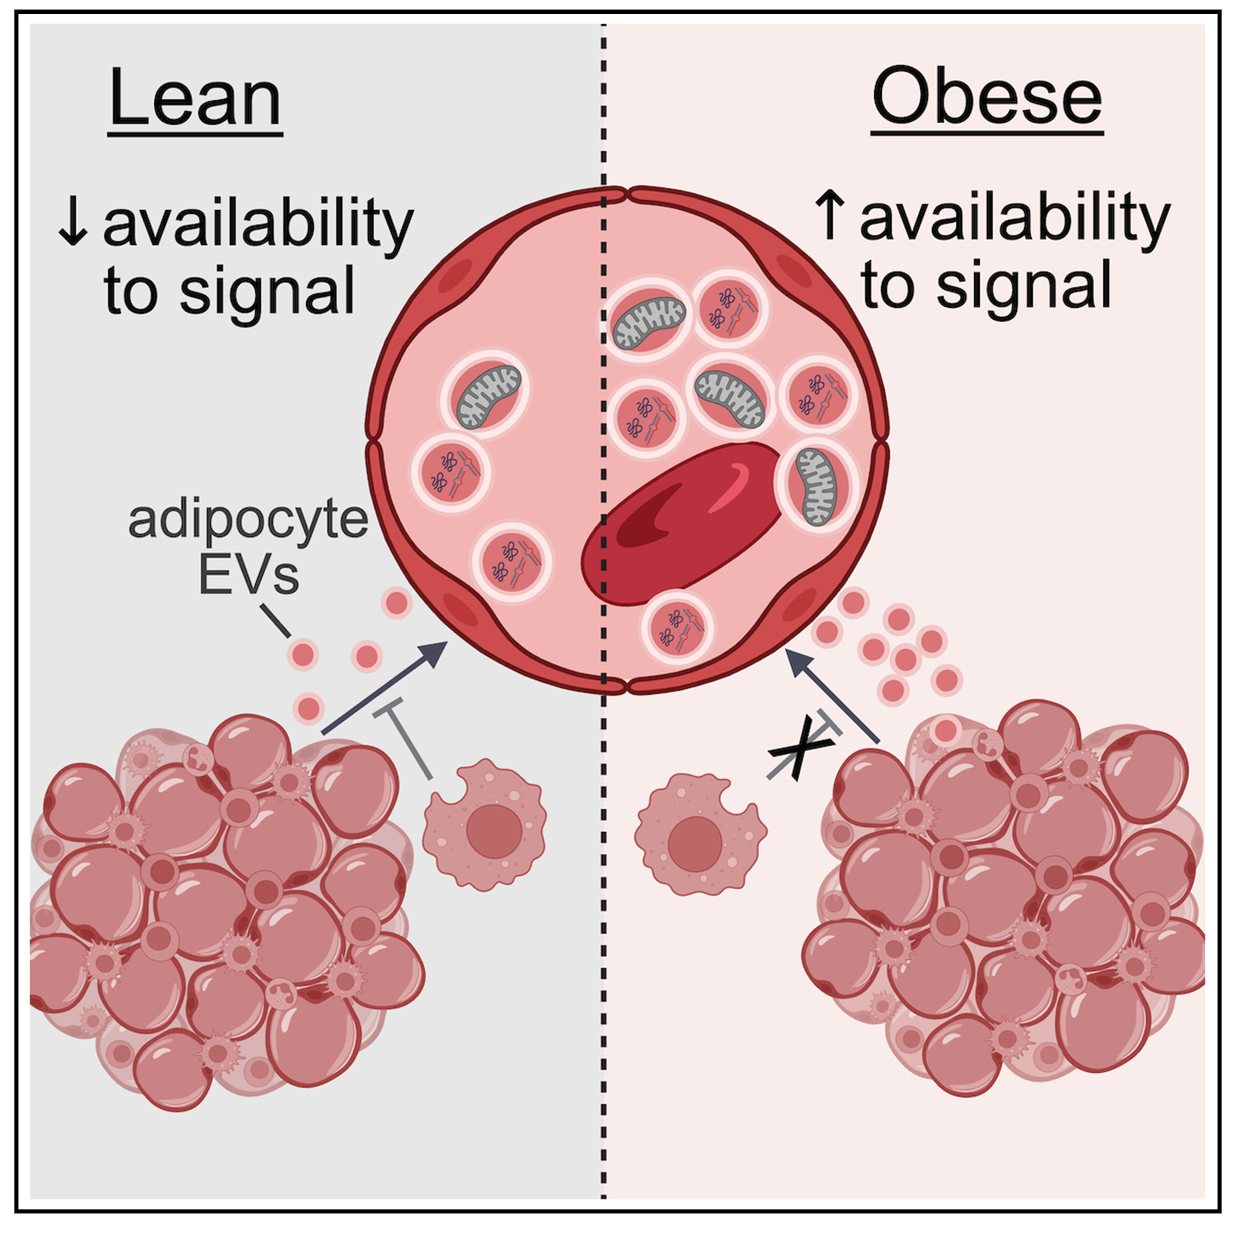 Lean
Obese
↓ availability
to signal
↑ availability
to signal
adipocyte
EVs